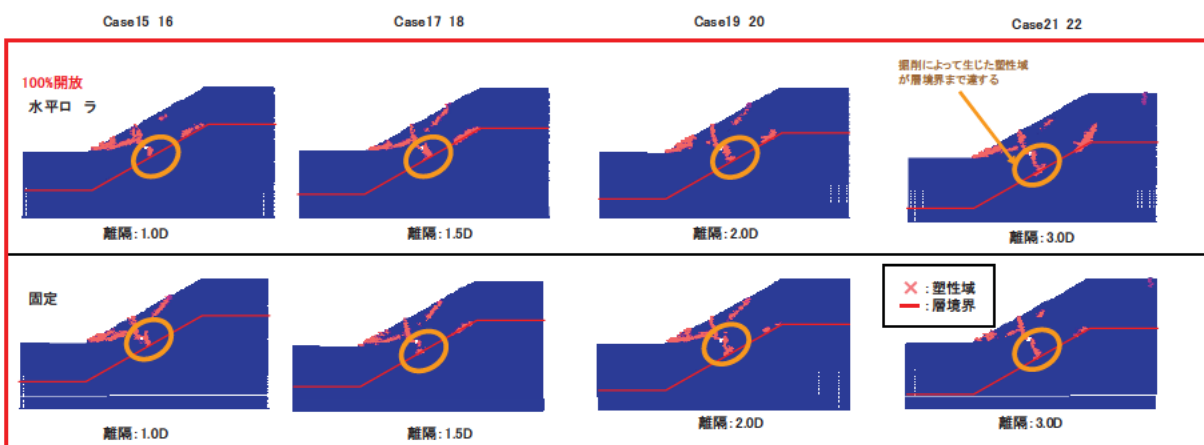 Case15 16
Case17 18
Case19 20
Case21 22
100%開放
水平ロ ラ
掘削によって生じた塑性域
が層境界まで達する
離隔:1.0D
離隔:1.5D
離隔:2.0D
離隔:3.0D
固定
×:塑性域
:層境界
離隔:1.0D
離隔:1.5D
離隔:2.0D
離隔:3.0D